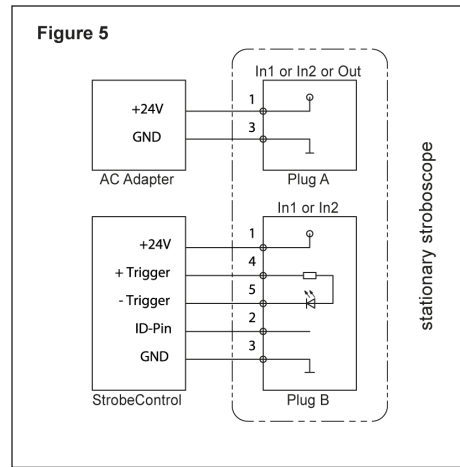 Figure 5
In1 or In2 or Out
+24V 1
GND 3
AC Adapter
Plug A
In1 or In2
+24V 1
+ Trigger 4
- Trigger 5
ID-Pin 2
GND 3
StrobeControl
Plug B
stationary stroboscope